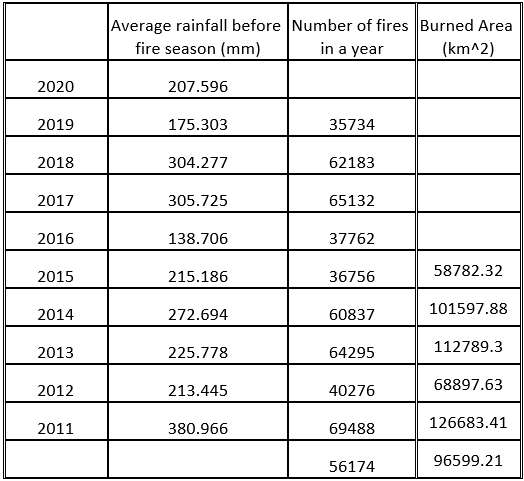 Average rainfall before fire season (mm) Number of fires in a year Burned Area (km^2)
2020 207.596
2019 175.303 35734
2018 304.277 62183
2017 305.725 65132
2016 138.706 37762
2015 215.186 36756 58782.32
2014 272.694 60837 101597.88
2013 225.778 64295 112789.3
2012 213.445 40276 68897.63
2011 380.966 69488 126683.41
56174 96599.21